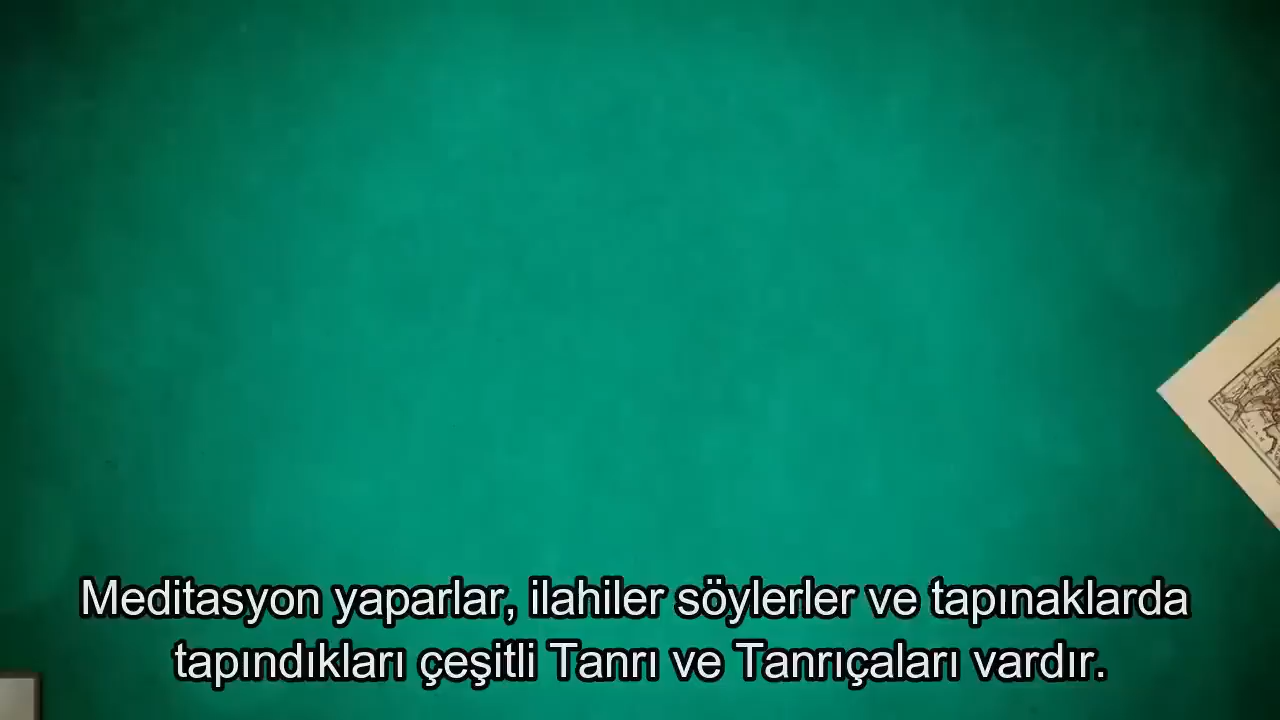 Meditasyon yaparlar, ilahiler söylerler ve tapınaklarda
tapındıkları çeşitli Tanrı ve Tanrıçaları vardır.